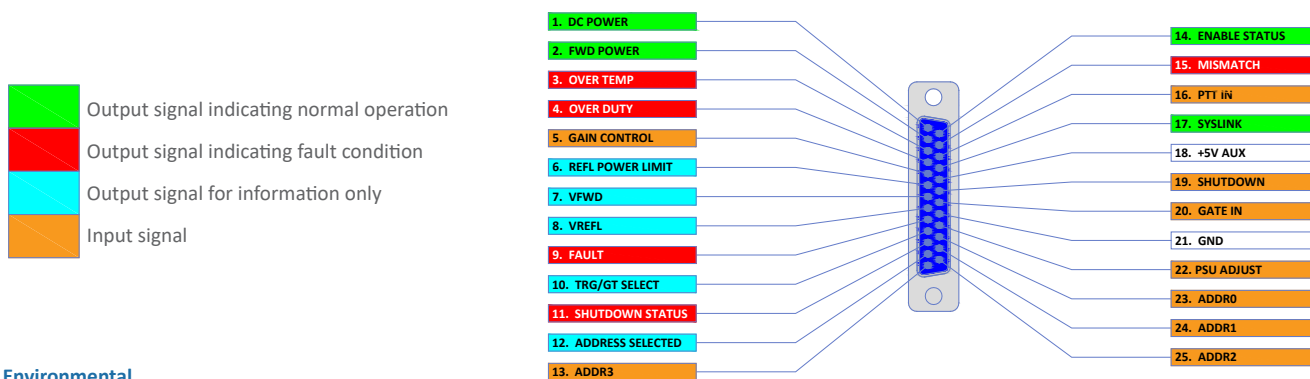 Output signal indicating normal operation
Output signal indicating fault condition
Output signal for information only
Input signal
1. DC POWER
2. FWD POWER
3. OVER TEMP
4. OVER DUTY
5. GAIN CONTROL
6. REFL POWER LIMIT
7. VFWD
8. VREFL
9. FAULT
10. TRG/GT SELECT
11. SHUTDOWN STATUS
12. ADDRESS SELECTED
13. ADDR3
14. ENABLE STATUS
15. MISMATCH
16. PTT IN
17. SYSLINK
18. +5V AUX
19. SHUTDOWN
20. GATE IN
21. GND
22. PSU ADJUST
23. ADDR0
24. ADDR1
25. ADDR2
Environmental